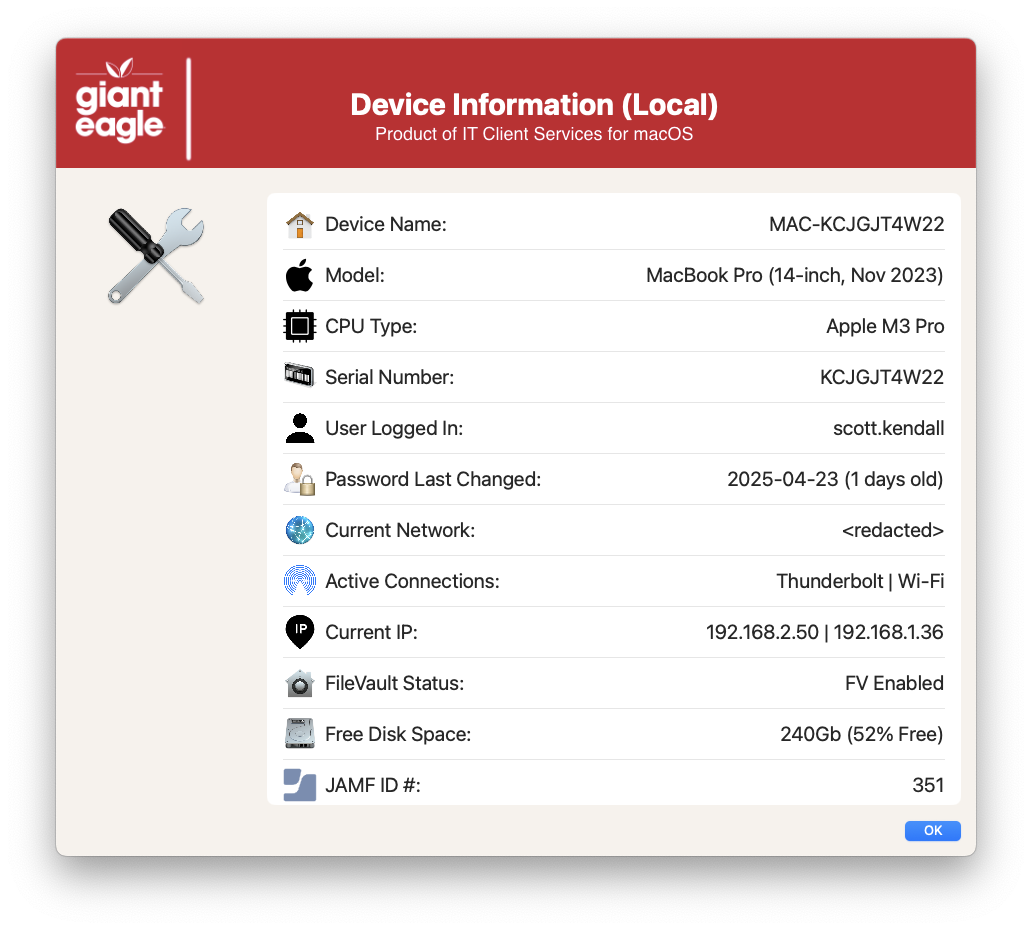 giant
eagle
Device Information (Local)
Product of IT Client Services for macOS
Device Name: MAC-KCJGJT4W22
Model: MacBook Pro (14-inch, Nov 2023)
CPU Type: Apple M3 Pro
Serial Number: KCJGJT4W22
User Logged In: scott.kendall
Password Last Changed: 2025-04-23 (1 days old)
Current Network: <redacted>
Active Connections: Thunderbolt | Wi-Fi
IP Current IP: 192.168.2.50 | 192.168.1.36
FileVault Status: FV Enabled
Free Disk Space: 240Gb (52% Free)
JAMF ID #: 351
OK